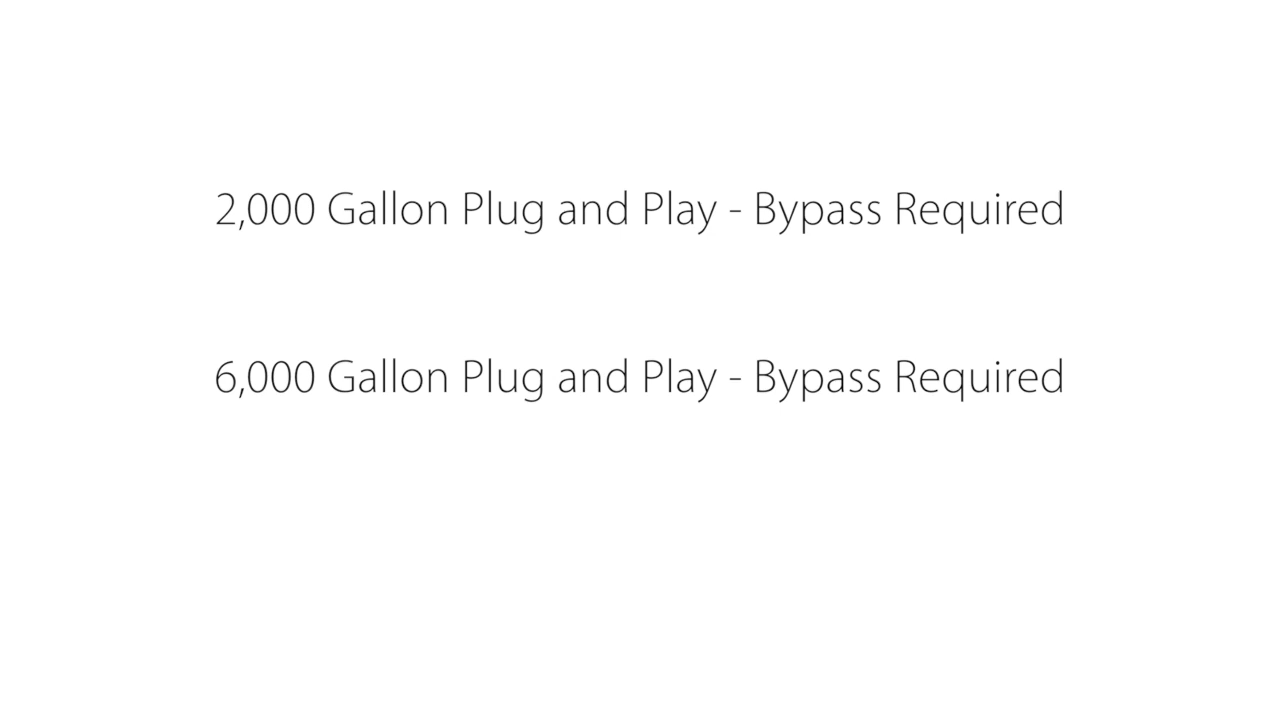 2,000 Gallon Plug and Play - Bypass Required
6,000 Gallon Plug and Play - Bypass Required